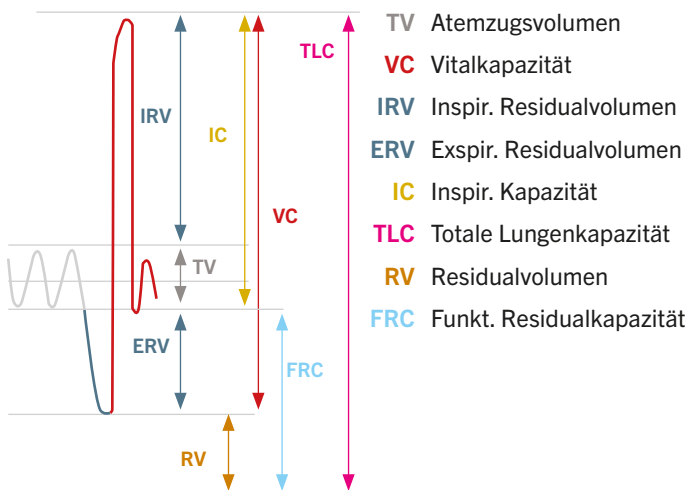 TLC
IRV
IC
VC
TV
ERV
FRC
RV
TV Atemzugsvolumen
VC Vitalkapazität
IRV Inspir. Residualvolumen
ERV Exspir. Residualvolumen
IC Inspir. Kapazität
TLC Totale Lungenkapazität
RV Residualvolumen
FRC Funkt. Residualkapazität